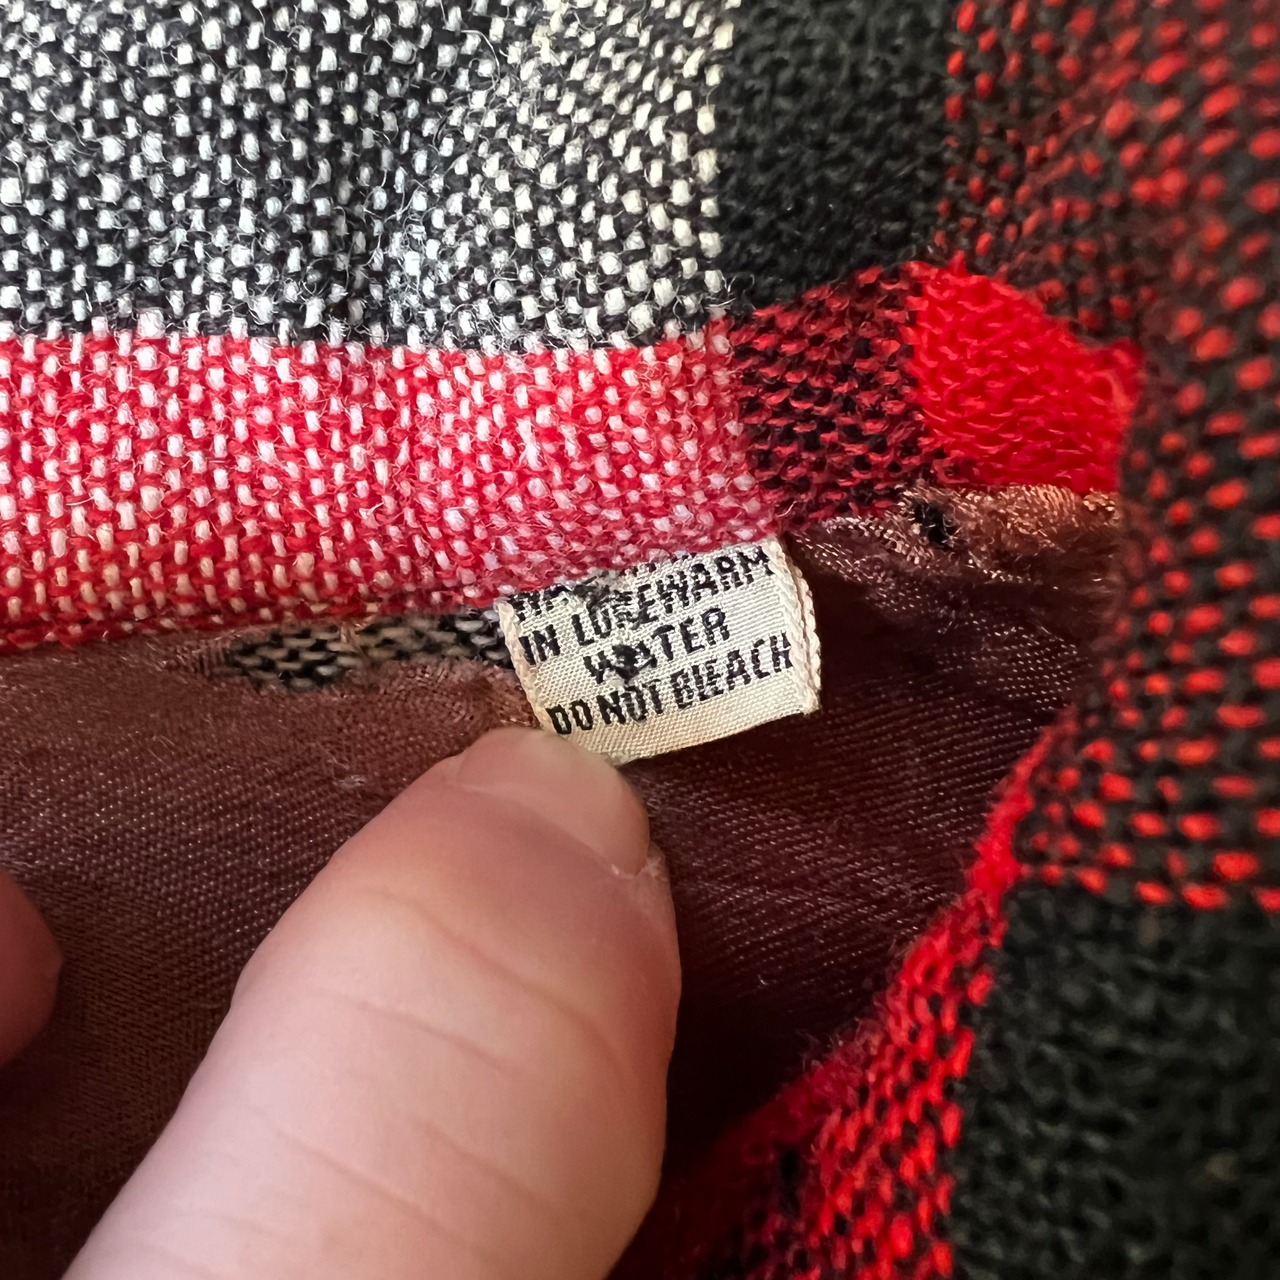 IN LUKEWARM
WATER
DO NOT BLEACH